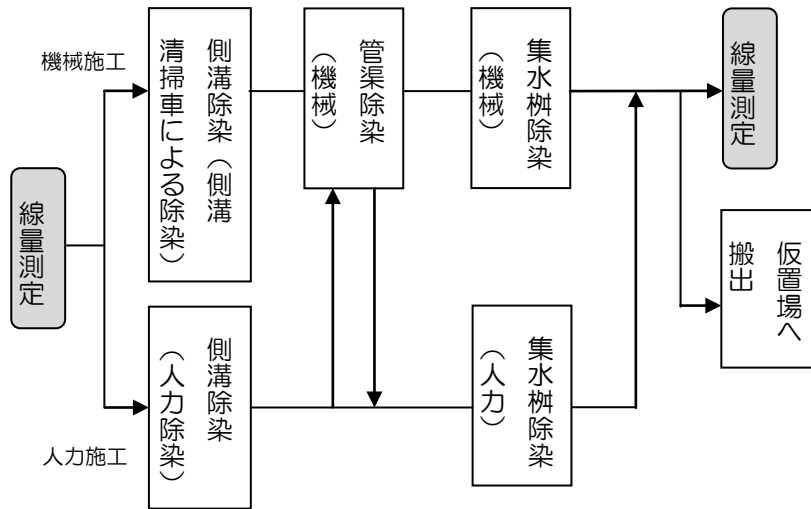 機械施工
線量測定
人力施工
側溝除染（側溝
清掃車による除染）
側溝除染
（人力除染）
管渠除染
（機械）
集水桝除染
（機械）
集水桝除染
（人力）
線量測定
仮置場へ
搬出